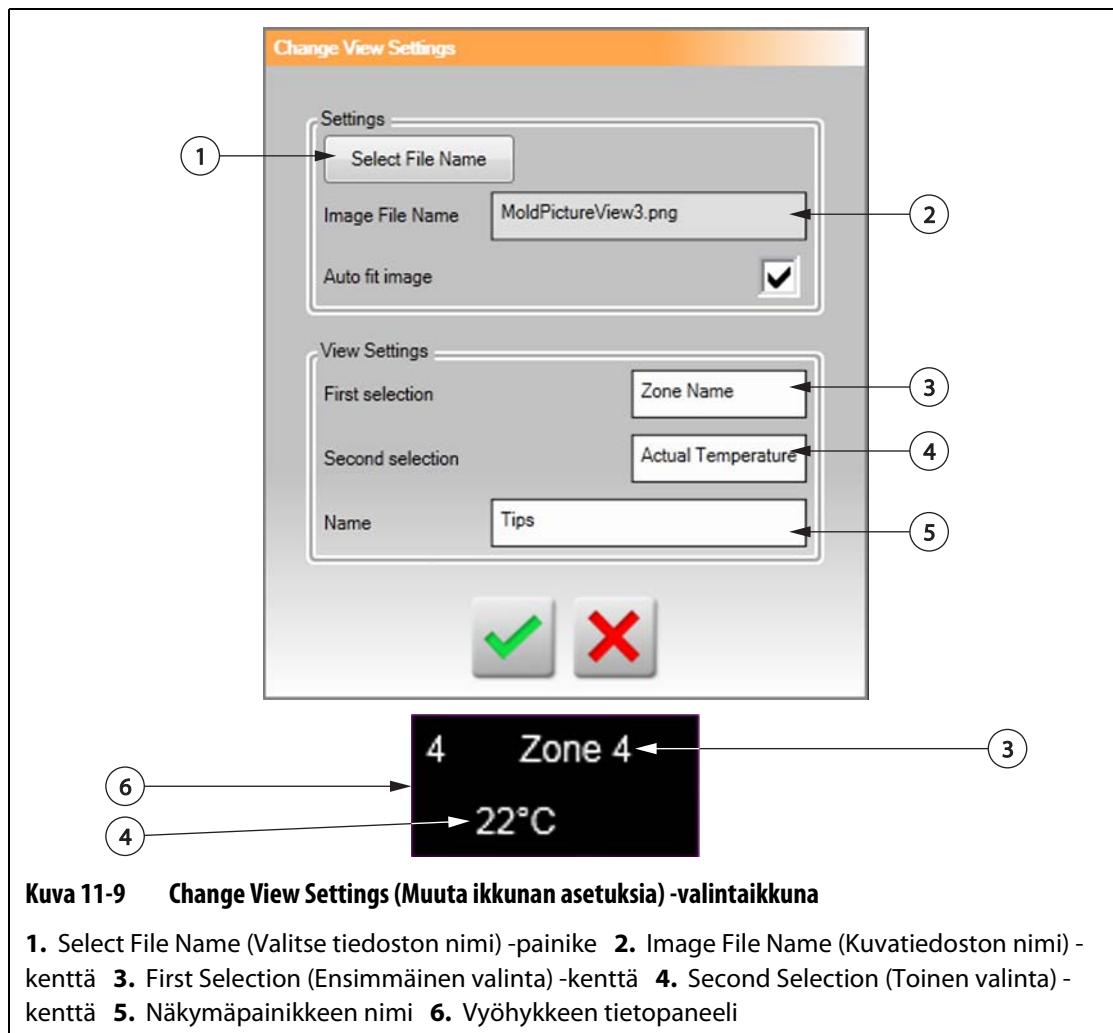 Change View Settings
Settings
1
Select File Name
Image File Name
MoldPictureView3.png
2
Auto fit image
View Settings
First selection
Zone Name
3
Second selection
Actual Temperature
4
Name
Tips
5
4 Zone 4
3
6
22°C
4
Kuva 11-9 Change View Settings (Muuta ikkunan asetuksia) -valintaikkuna
1. Select File Name (Valitse tiedoston nimi) -painike 2. Image File Name (Kuvatiedoston nimi) -
kenttä 3. First Selection (Ensimmäinen valinta) -kenttä 4. Second Selection (Toinen valinta) -
kenttä 5. Näkymäpainikkeen nimi 6. Vyöhykkeen tietopaneeli